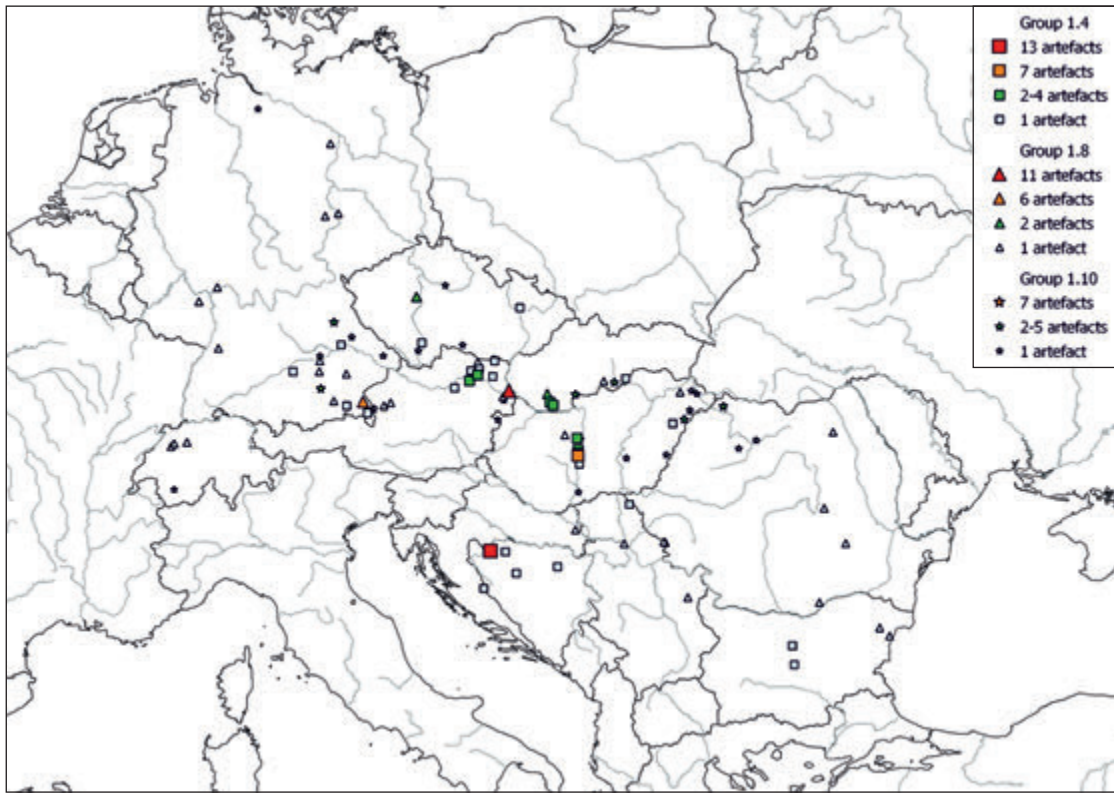 Group 1.4
13 artefacts
7 artefacts
2-4 artefacts
1 artefact
Group 1.8
11 artefacts
6 artefacts
2 artefacts
1 artefact
Group 1.10
7 artefacts
2-5 artefacts
1 artefact